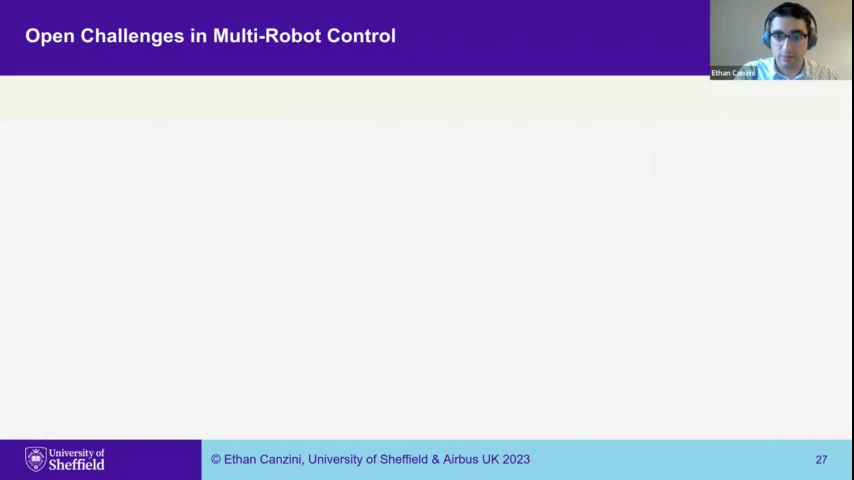 Open Challenges in Multi-Robot Control
Ethan Canzini
University of
Sheffield
© Ethan Canzini, University of Sheffield & Airbus UK 2023
27